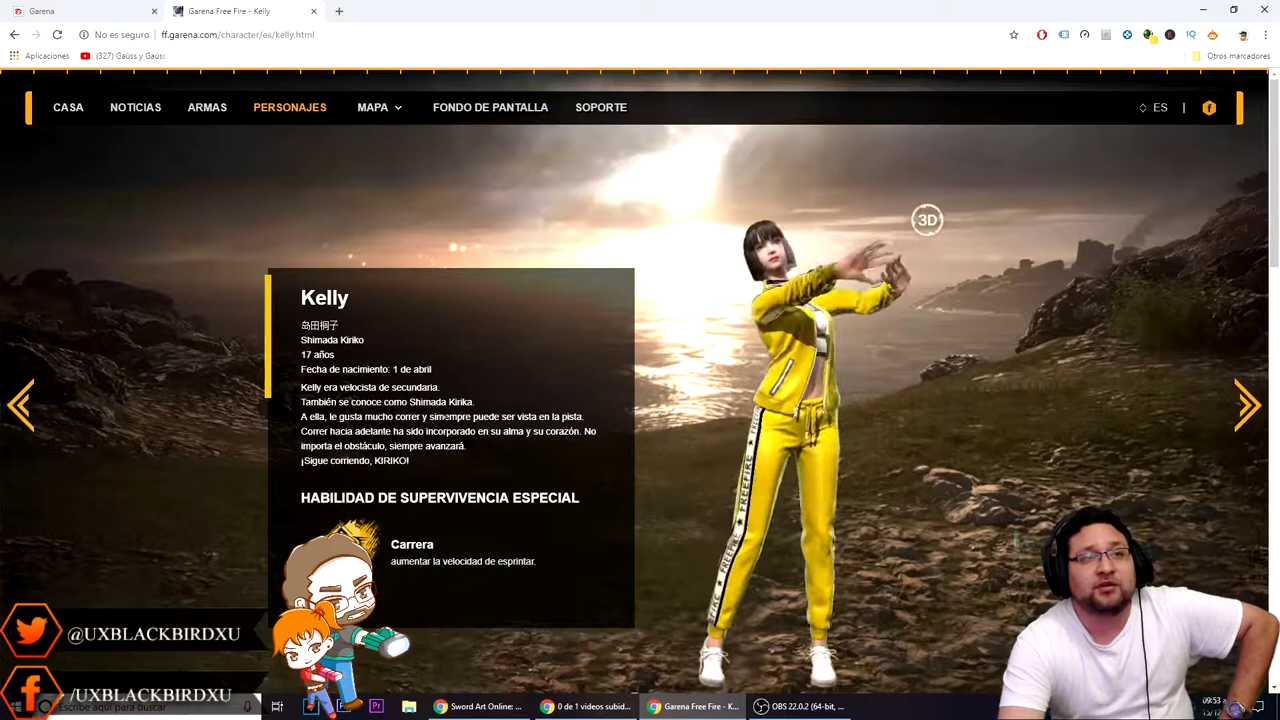 Garena
Garena Free Fire - Kelly
No es seguro | ff.garena.com/character/es/kelly.html
Aplicaciones
(327) Gaüss y Gaüss
Otros marcadores
CASA NOTICIAS ARMAS PERSONAJES MAPA FONDO DE PANTALLA SOPORTE ES |
3D
Kelly
Shimada Kiriko
17 años
Fecha de nacimiento: 1 de abril
Kelly era velocista de secundaria.
También se conoce como Shimada Kirika.
A ella, le gusta mucho correr y simempre puede ser vista en la pista.
Correr hacia adelante ha sido incorporado en su alma y su corazón. No
importa el obstáculo, siempre avanzará.
¡Sigue corriendo, KIRIKO!
HABILIDAD DE SUPERVIVENCIA ESPECIAL
Carrera
aumentar la velocidad de esprintar.
FREEFIRE
FREEFIRE
FREEFIRE
@UXBLACKBIRDXU
/UXBLACKBIRDXU
Escribe aquí para buscar
Sword Art Online: ...
0 de 1 videos subid...
Garena Free Fire - K...
OBS 22.0.2 (64-bit, ...
09:53 a